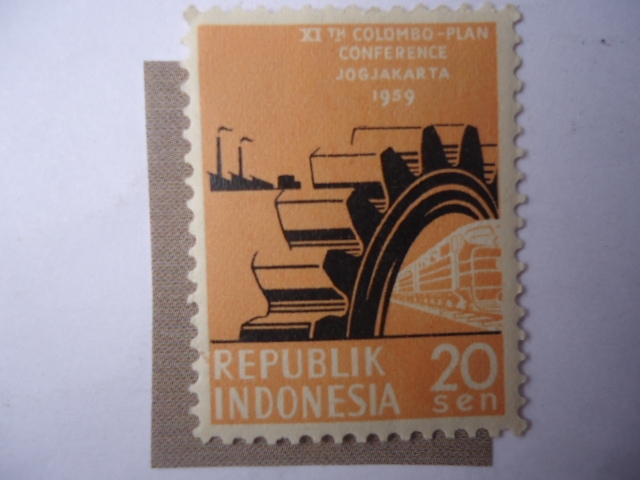 XI TH COLOMBO-PLAN
CONFERENCE
JOGJAKARTA
1959
REPUBLIK
INDONESIA
20
sen